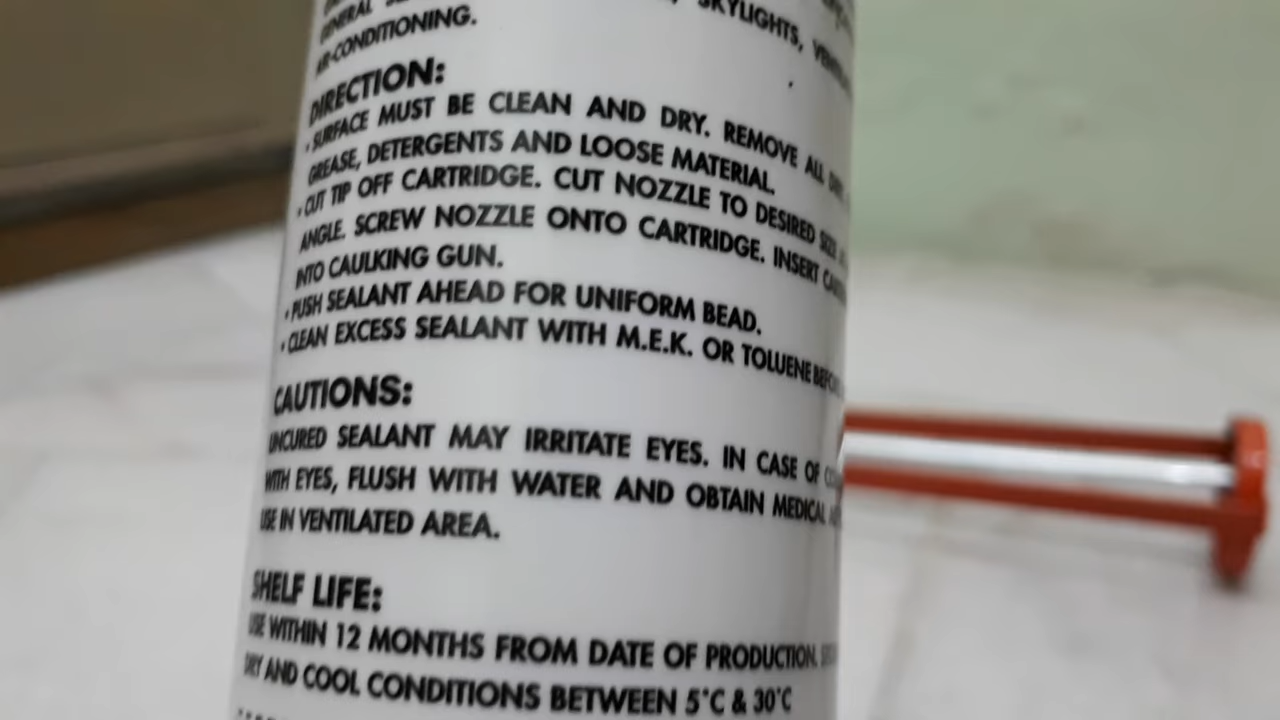 GENERAL
SKYLIGHTS,
AIR-CONDITIONING.
DIRECTION:
• SURFACE MUST BE CLEAN AND DRY. REMOVE ALL
GREASE, DETERGENTS AND LOOSE MATERIAL.
• CUT TIP OFF CARTRIDGE. CUT NOZZLE TO DESIRED SIZE
ANGLE. SCREW NOZZLE ONTO CARTRIDGE. INSERT
INTO CAULKING GUN.
• PUSH SEALANT AHEAD FOR UNIFORM BEAD.
• CLEAN EXCESS SEALANT WITH M.E.K. OR TOLUENE
CAUTIONS:
UNCURED SEALANT MAY IRRITATE EYES. IN CASE OF
WITH EYES, FLUSH WITH WATER AND OBTAIN MEDICAL
USE IN VENTILATED AREA.
SHELF LIFE:
USE WITHIN 12 MONTHS FROM DATE OF PRODUCTION.
DRY AND COOL CONDITIONS BETWEEN 5°C & 30°C